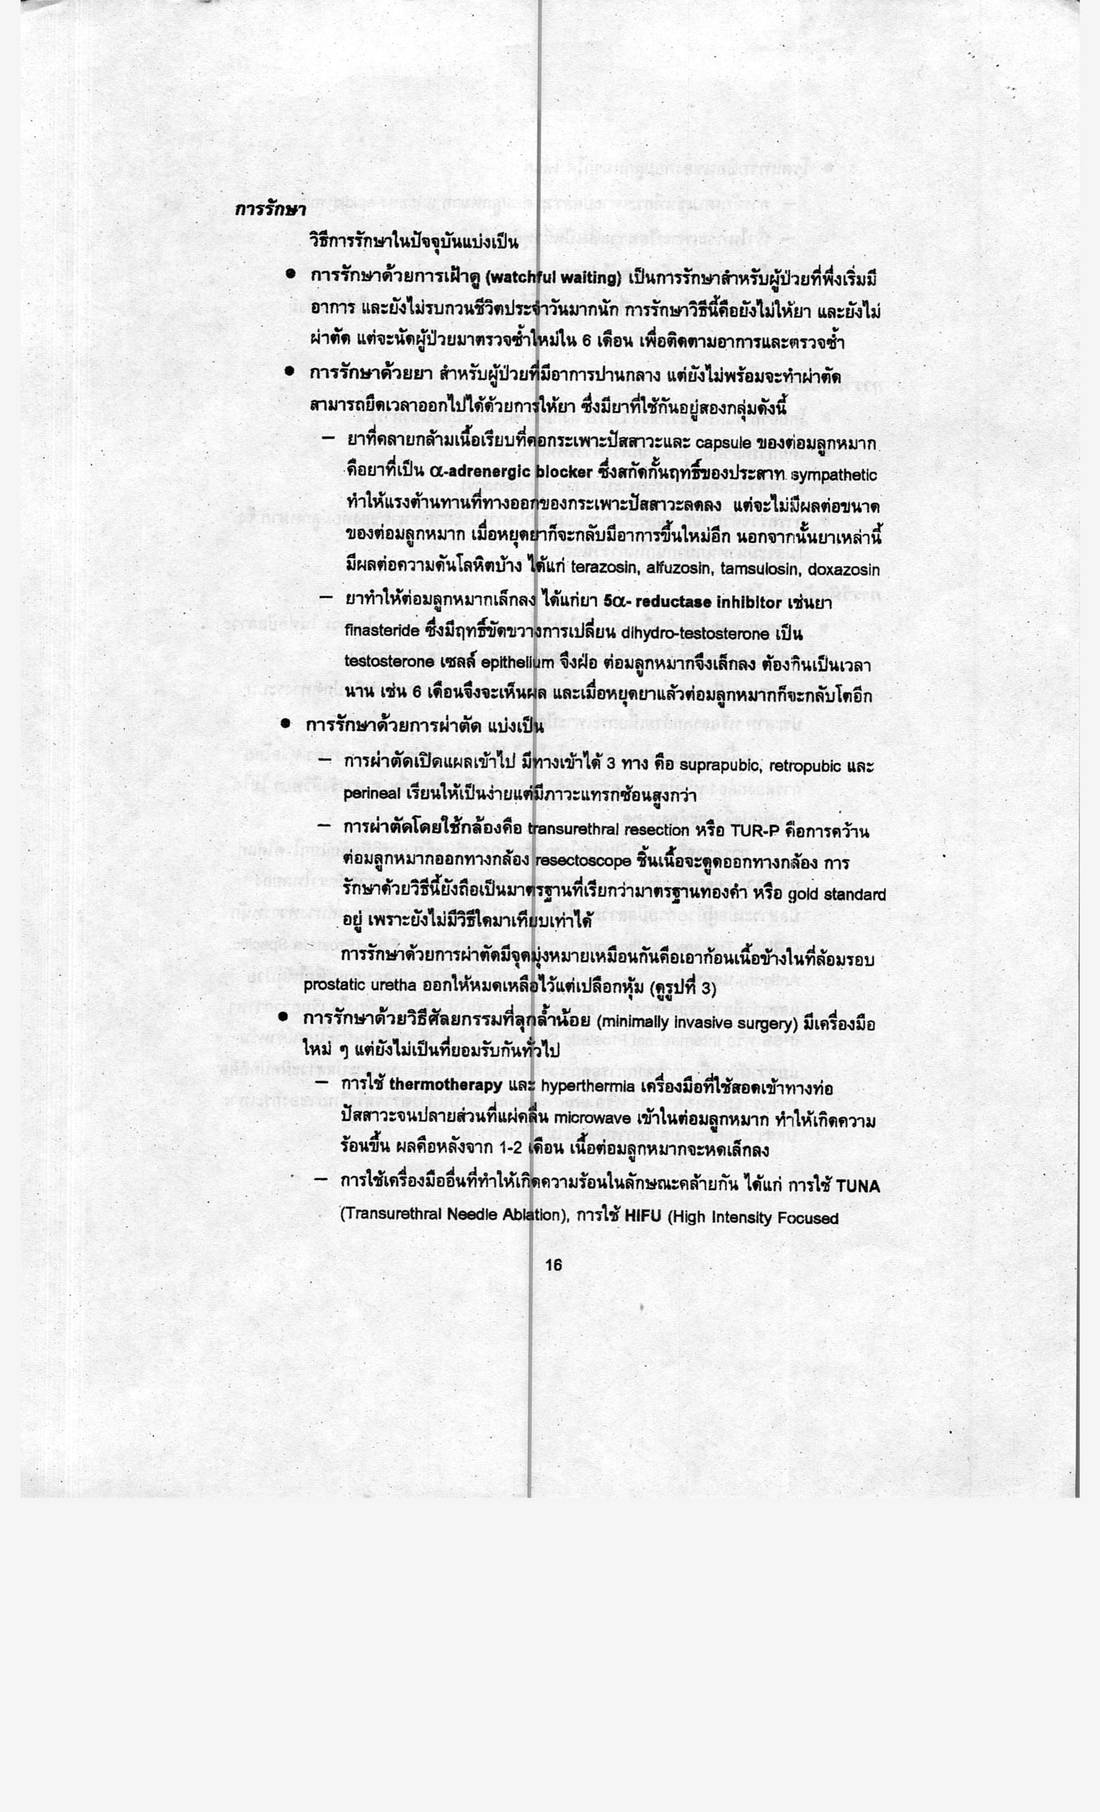 การรักษา
วิธีการรักษาในปัจจุบันแบ่งเป็น
● การรักษาด้วยการเฝ้าดู (watchful waiting) เป็นการรักษาสำหรับผู้ป่วยที่พึ่งเริ่มมี
อาการ และยังไม่รบกวนชีวิตประจำวันมากนัก การรักษาวิธีนี้คือยังไม่ให้ยา และยังไม่
ผ่าตัด แต่จะนัดผู้ป่วยมาตรวจซ้ำใหม่ใน 6 เดือน เพื่อติดตามอาการและตรวจซ้ำ
● การรักษาด้วยยา สำหรับผู้ป่วยที่มีอาการปานกลาง แต่ยังไม่พร้อมจะทำผ่าตัด
สามารถยืดเวลาออกไปได้ด้วยการให้ยา ซึ่งมียาที่ใช้กันอยู่สองกลุ่มดังนี้
– ยาที่คลายกล้ามเนื้อเรียบที่คอกระเพาะปัสสาวะและ capsule ของต่อมลูกหมาก
คือยาที่เป็น α-adrenergic blocker ซึ่งสกัดกั้นฤทธิ์ของประสาท sympathetic
ทำให้แรงต้านทานที่ทางออกของกระเพาะปัสสาวะลดลง แต่จะไม่มีผลต่อขนาด
ของต่อมลูกหมาก เมื่อหยุดยาก็จะกลับมีอาการขึ้นใหม่อีก นอกจากนั้นยาเหล่านี้
มีผลต่อความดันโลหิตบ้าง ได้แก่ terazosin, alfuzosin, tamsulosin, doxazosin
– ยาทำให้ต่อมลูกหมากเล็กลง ได้แก่ยา 5α- reductase inhibitor เช่นยา
finasteride ซึ่งมีฤทธิ์ขัดขวางการเปลี่ยน dihydro-testosterone เป็น
testosterone เซลล์ epithelium จึงฝ่อ ต่อมลูกหมากจึงเล็กลง ต้องกินเป็นเวลา
นาน เช่น 6 เดือนจึงจะเห็นผล และเมื่อหยุดยาแล้วต่อมลูกหมากก็จะกลับโตอีก
● การรักษาด้วยการผ่าตัด แบ่งเป็น
– การผ่าตัดเปิดแผลเข้าไป มีทางเข้าได้ 3 ทาง คือ suprapubic, retropubic และ
perineal เรียนให้เป็นง่ายแต่มีภาวะแทรกซ้อนสูงกว่า
– การผ่าตัดโดยใช้กล้องคือ transurethral resection หรือ TUR-P คือการคว้าน
ต่อมลูกหมากออกทางกล้อง resectoscope ชิ้นเนื้อจะดูดออกทางกล้อง การ
รักษาด้วยวิธีนี้ยังถือเป็นมาตรฐานที่เรียกว่ามาตรฐานทองคำ หรือ gold standard
อยู่ เพราะยังไม่มีวิธีใดมาเทียบเท่าได้
การรักษาด้วยการผ่าตัดมีจุดมุ่งหมายเหมือนกันคือเอาก้อนเนื้อข้างในที่ล้อมรอบ
prostatic uretha ออกให้หมดเหลือไว้แต่เปลือกหุ้ม (ดูรูปที่ 3)
● การรักษาด้วยวิธีศัลยกรรมที่ลุกล้ำน้อย (minimally invasive surgery) มีเครื่องมือ
ใหม่ ๆ แต่ยังไม่เป็นที่ยอมรับกันทั่วไป
– การใช้ thermotherapy และ hyperthermia เครื่องมือที่ใช้สอดเข้าทางท่อ
ปัสสาวะจนปลายส่วนที่แผ่คลื่น microwave เข้าในต่อมลูกหมาก ทำให้เกิดความ
ร้อนขึ้น ผลคือหลังจาก 1-2 เดือน เนื้อต่อมลูกหมากจะหดเล็กลง
– การใช้เครื่องมืออื่นที่ทำให้เกิดความร้อนในลักษณะคล้ายกัน ได้แก่ การใช้ TUNA
(Transurethral Needle Ablation), การใช้ HIFU (High Intensity Focused
16